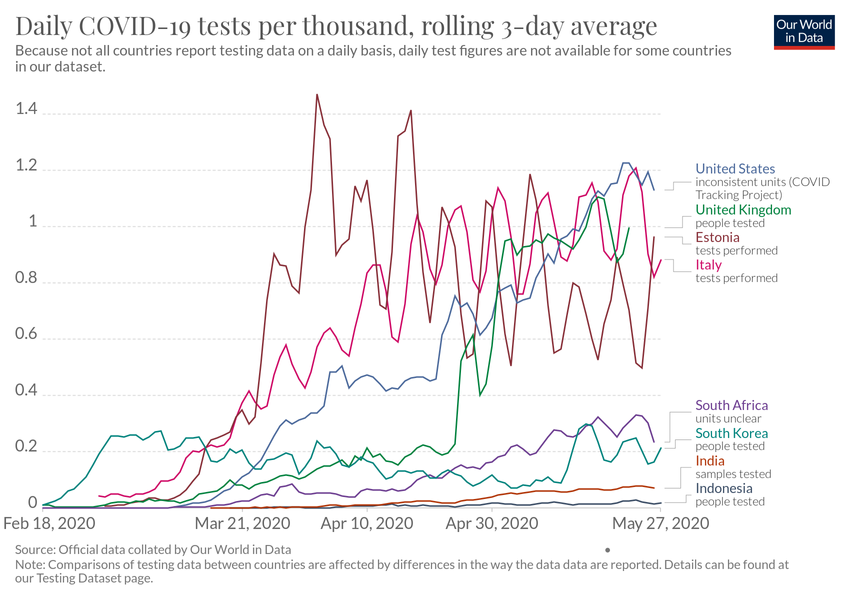 Daily COVID-19 tests per thousand, rolling 3-day average
Our World
in Data
Because not all countries report testing data on a daily basis, daily test figures are not available for some countries
in our dataset.
1.4
1.2
1
0.8
0.6
0.4
0.2
0
United States
inconsistent units (COVID
Tracking Project)
United Kingdom
people tested
Estonia
tests performed
Italy
tests performed
South Africa
units unclear
South Korea
people tested
India
samples tested
Indonesia
people tested
Feb 18, 2020
Mar 21, 2020
Apr 10, 2020
Apr 30, 2020
May 27, 2020
Source: Official data collated by Our World in Data
•
Note: Comparisons of testing data between countries are affected by differences in the way the data data are reported. Details can be found at
our Testing Dataset page.